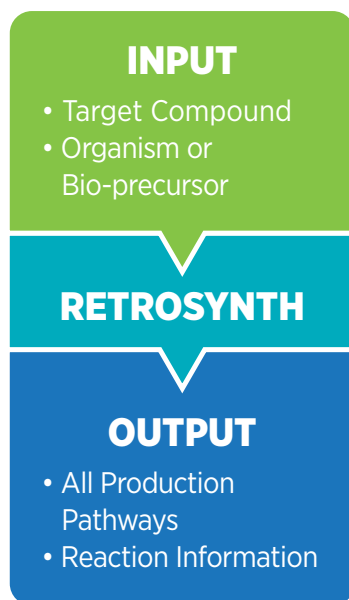 INPUT
• Target Compound
• Organism or
Bio-precursor
RETROSYNTH
OUTPUT
• All Production
Pathways
• Reaction Information